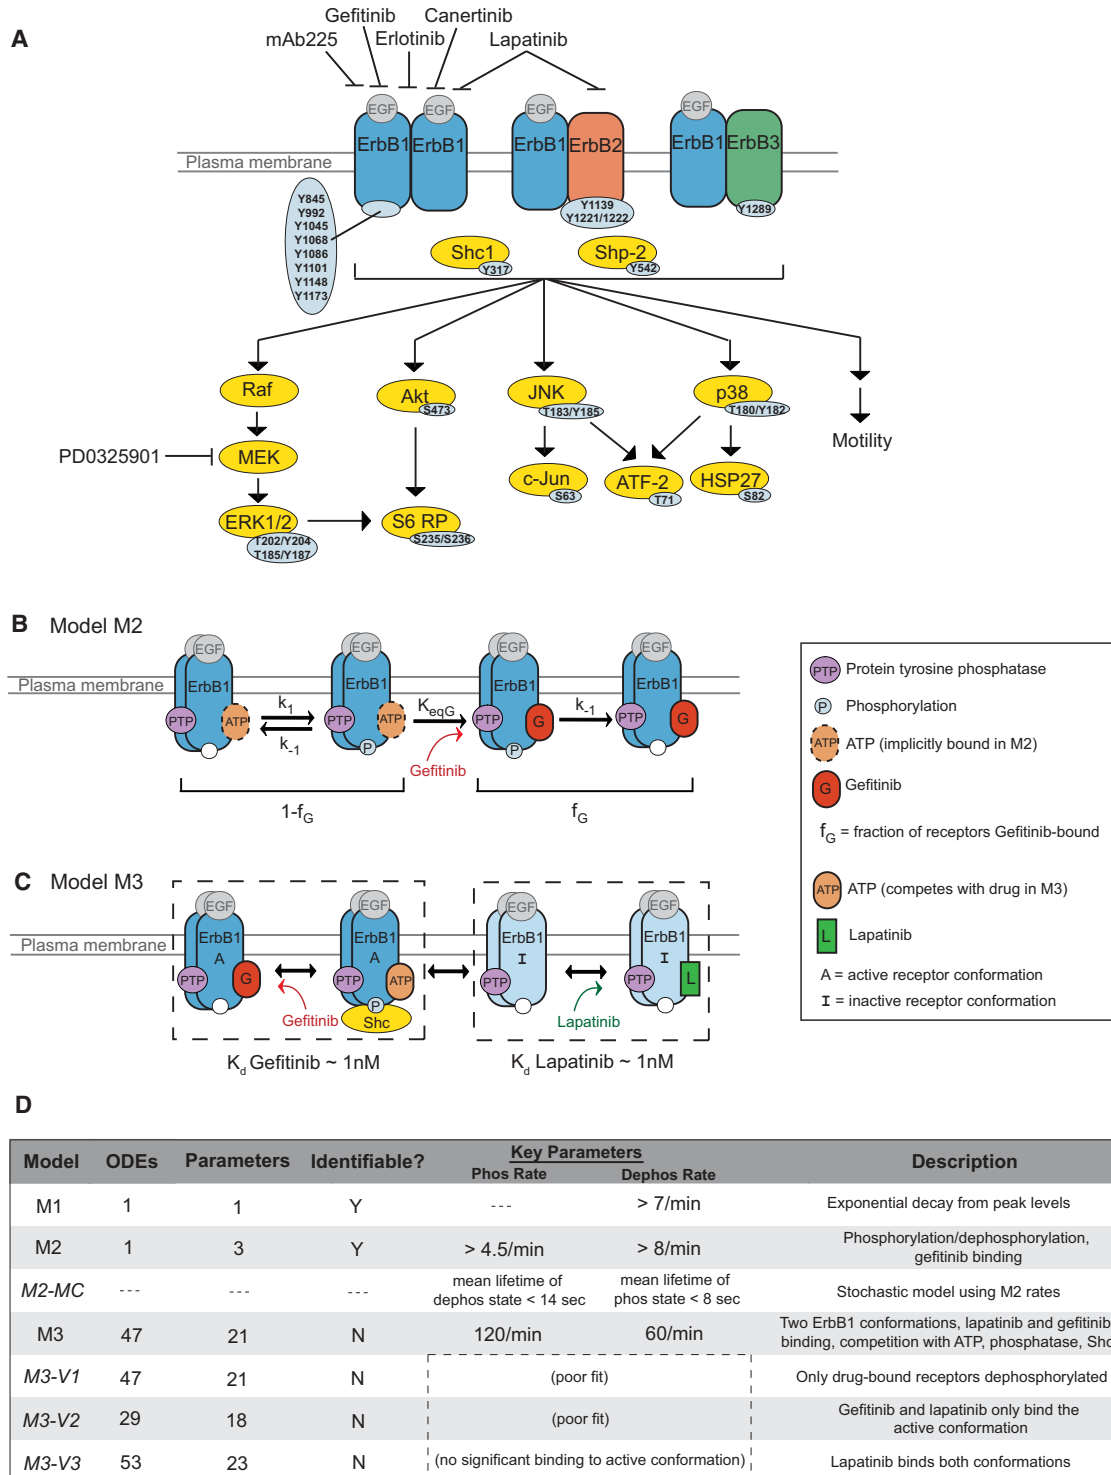 A
Gefitinib
Canertinib
mAb225
Erlotinib
Lapatinib
EGF
EGF
EGF
EGF
ErbB1
ErbB1
ErbB1
ErbB2
ErbB1
ErbB3
Plasma membrane
Y845
Y992
Y1045
Y1068
Y1086
Y1101
Y1148
Y1173
Y1139
Y1221/1222
Y1289
Shc1
Y317
Shp-2
Y542
Raf
Akt
S473
JNK
T183/Y185
p38
T180/Y182
Motility
PD0325901
MEK
c-Jun
S63
ATF-2
T71
HSP27
S82
ERK1/2
T202/Y204
T185/Y187
S6 RP
S235/S236
B Model M2
EGF
EGF
EGF
EGF
Plasma membrane
ErbB1
ErbB1
ErbB1
ErbB1
PTP
ATP
k1
k-1
PTP
ATP
P
KeqG
Gefitinib
PTP
G
P
k-1
PTP
G
1-fG
fG
PTP Protein tyrosine phosphatase
P Phosphorylation
ATP ATP (implicitly bound in M2)
G Gefitinib
fG = fraction of receptors Gefitinib-bound
ATP ATP (competes with drug in M3)
L Lapatinib
A = active receptor conformation
I = inactive receptor conformation
C Model M3
EGF
EGF
EGF
EGF
Plasma membrane
ErbB1
A
ErbB1
A
ErbB1
I
ErbB1
I
PTP
G
Gefitinib
PTP
ATP
P
Shc
PTP
Lapatinib
PTP
L
Kd Gefitinib ~ 1nM
Kd Lapatinib ~ 1nM
D
Model ODEs Parameters Identifiable? Key Parameters Description
Phos Rate Dephos Rate
M1 1 1 Y --- > 7/min Exponential decay from peak levels
M2 1 3 Y > 4.5/min > 8/min Phosphorylation/dephosphorylation,
gefitinib binding
M2-MC --- --- --- mean lifetime of dephos state < 14 sec mean lifetime of phos state < 8 sec Stochastic model using M2 rates
M3 47 21 N 120/min 60/min Two ErbB1 conformations, lapatinib and gefitinib
binding, competition with ATP, phosphatase, Shc
M3-V1 47 21 N (poor fit) Only drug-bound receptors dephosphorylated
M3-V2 29 18 N (poor fit) Gefitinib and lapatinib only bind the
active conformation
M3-V3 53 23 N (no significant binding to active conformation) Lapatinib binds both conformations